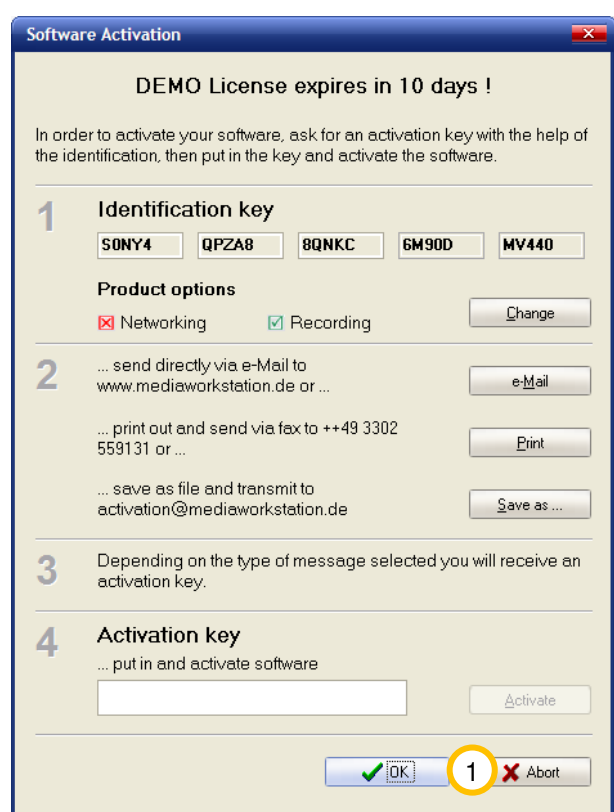 Software Activation
DEMO License expires in 10 days !
In order to activate your software, ask for an activation key with the help of
the identification, then put in the key and activate the software.
1 Identification key
S0NY4 QPZA8 8QNKC 6M90D MV440
Product options
Networking Recording Change
2 ... send directly via e-Mail to
www.mediaworkstation.de or ... e-Mail
... print out and send via fax to ++49 3302
559131 or ... Print
... save as file and transmit to
activation@mediaworkstation.de Save as ...
3 Depending on the type of message selected you will receive an
activation key.
4 Activation key
... put in and activate software
Activate
OK 1 Abort